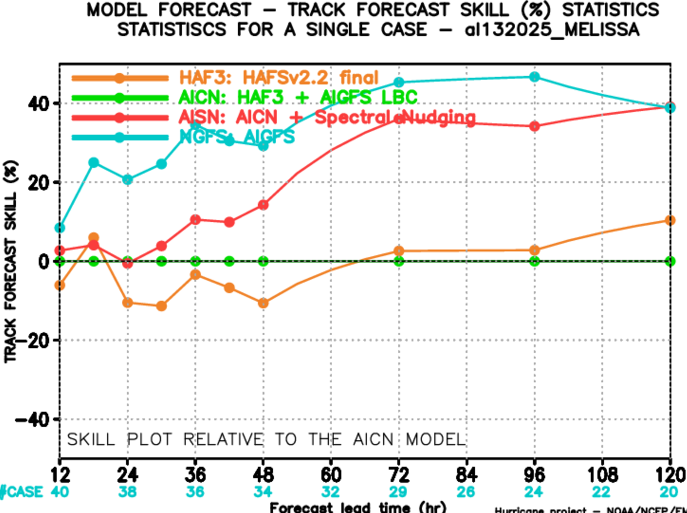 MODEL FORECAST – TRACK FORECAST SKILL (%) STATISTICS
STATISTISCS FOR A SINGLE CASE – al132025_MELISSA
HAF3: HAFSv2.2 final
AICN: HAF3 + AIGFS LBC
AISN: AICN + Spectral Nudging
NGFS: AIGFS
TRACK FORECAST SKILL (%)
40
20
0
–20
–40
SKILL PLOT RELATIVE TO THE AICN MODEL
12 24 36 48 60 72 84 96 108 120
#CASE 40 38 36 34 32 29 26 24 22 20
Forecast lead time (hr)
Hurricane project – NOAA/NCEP/EM